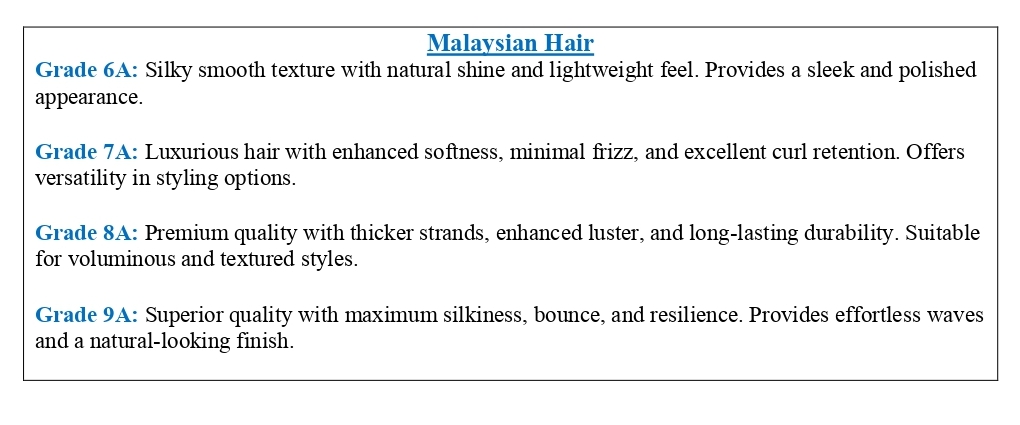 Malaysian Hair
Grade 6A: Silky smooth texture with natural shine and lightweight feel. Provides a sleek and polished
appearance.
Grade 7A: Luxurious hair with enhanced softness, minimal frizz, and excellent curl retention. Offers
versatility in styling options.
Grade 8A: Premium quality with thicker strands, enhanced luster, and long-lasting durability. Suitable
for voluminous and textured styles.
Grade 9A: Superior quality with maximum silkiness, bounce, and resilience. Provides effortless waves
and a natural-looking finish.